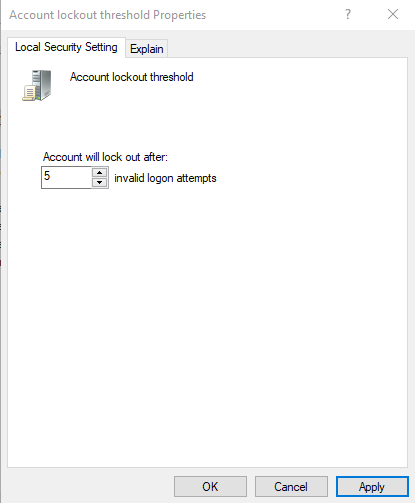 Account lockout threshold Properties
?
Local Security Setting
Explain
Account lockout threshold
Account will lock out after:
5 invalid logon attempts
OK
Cancel
Apply